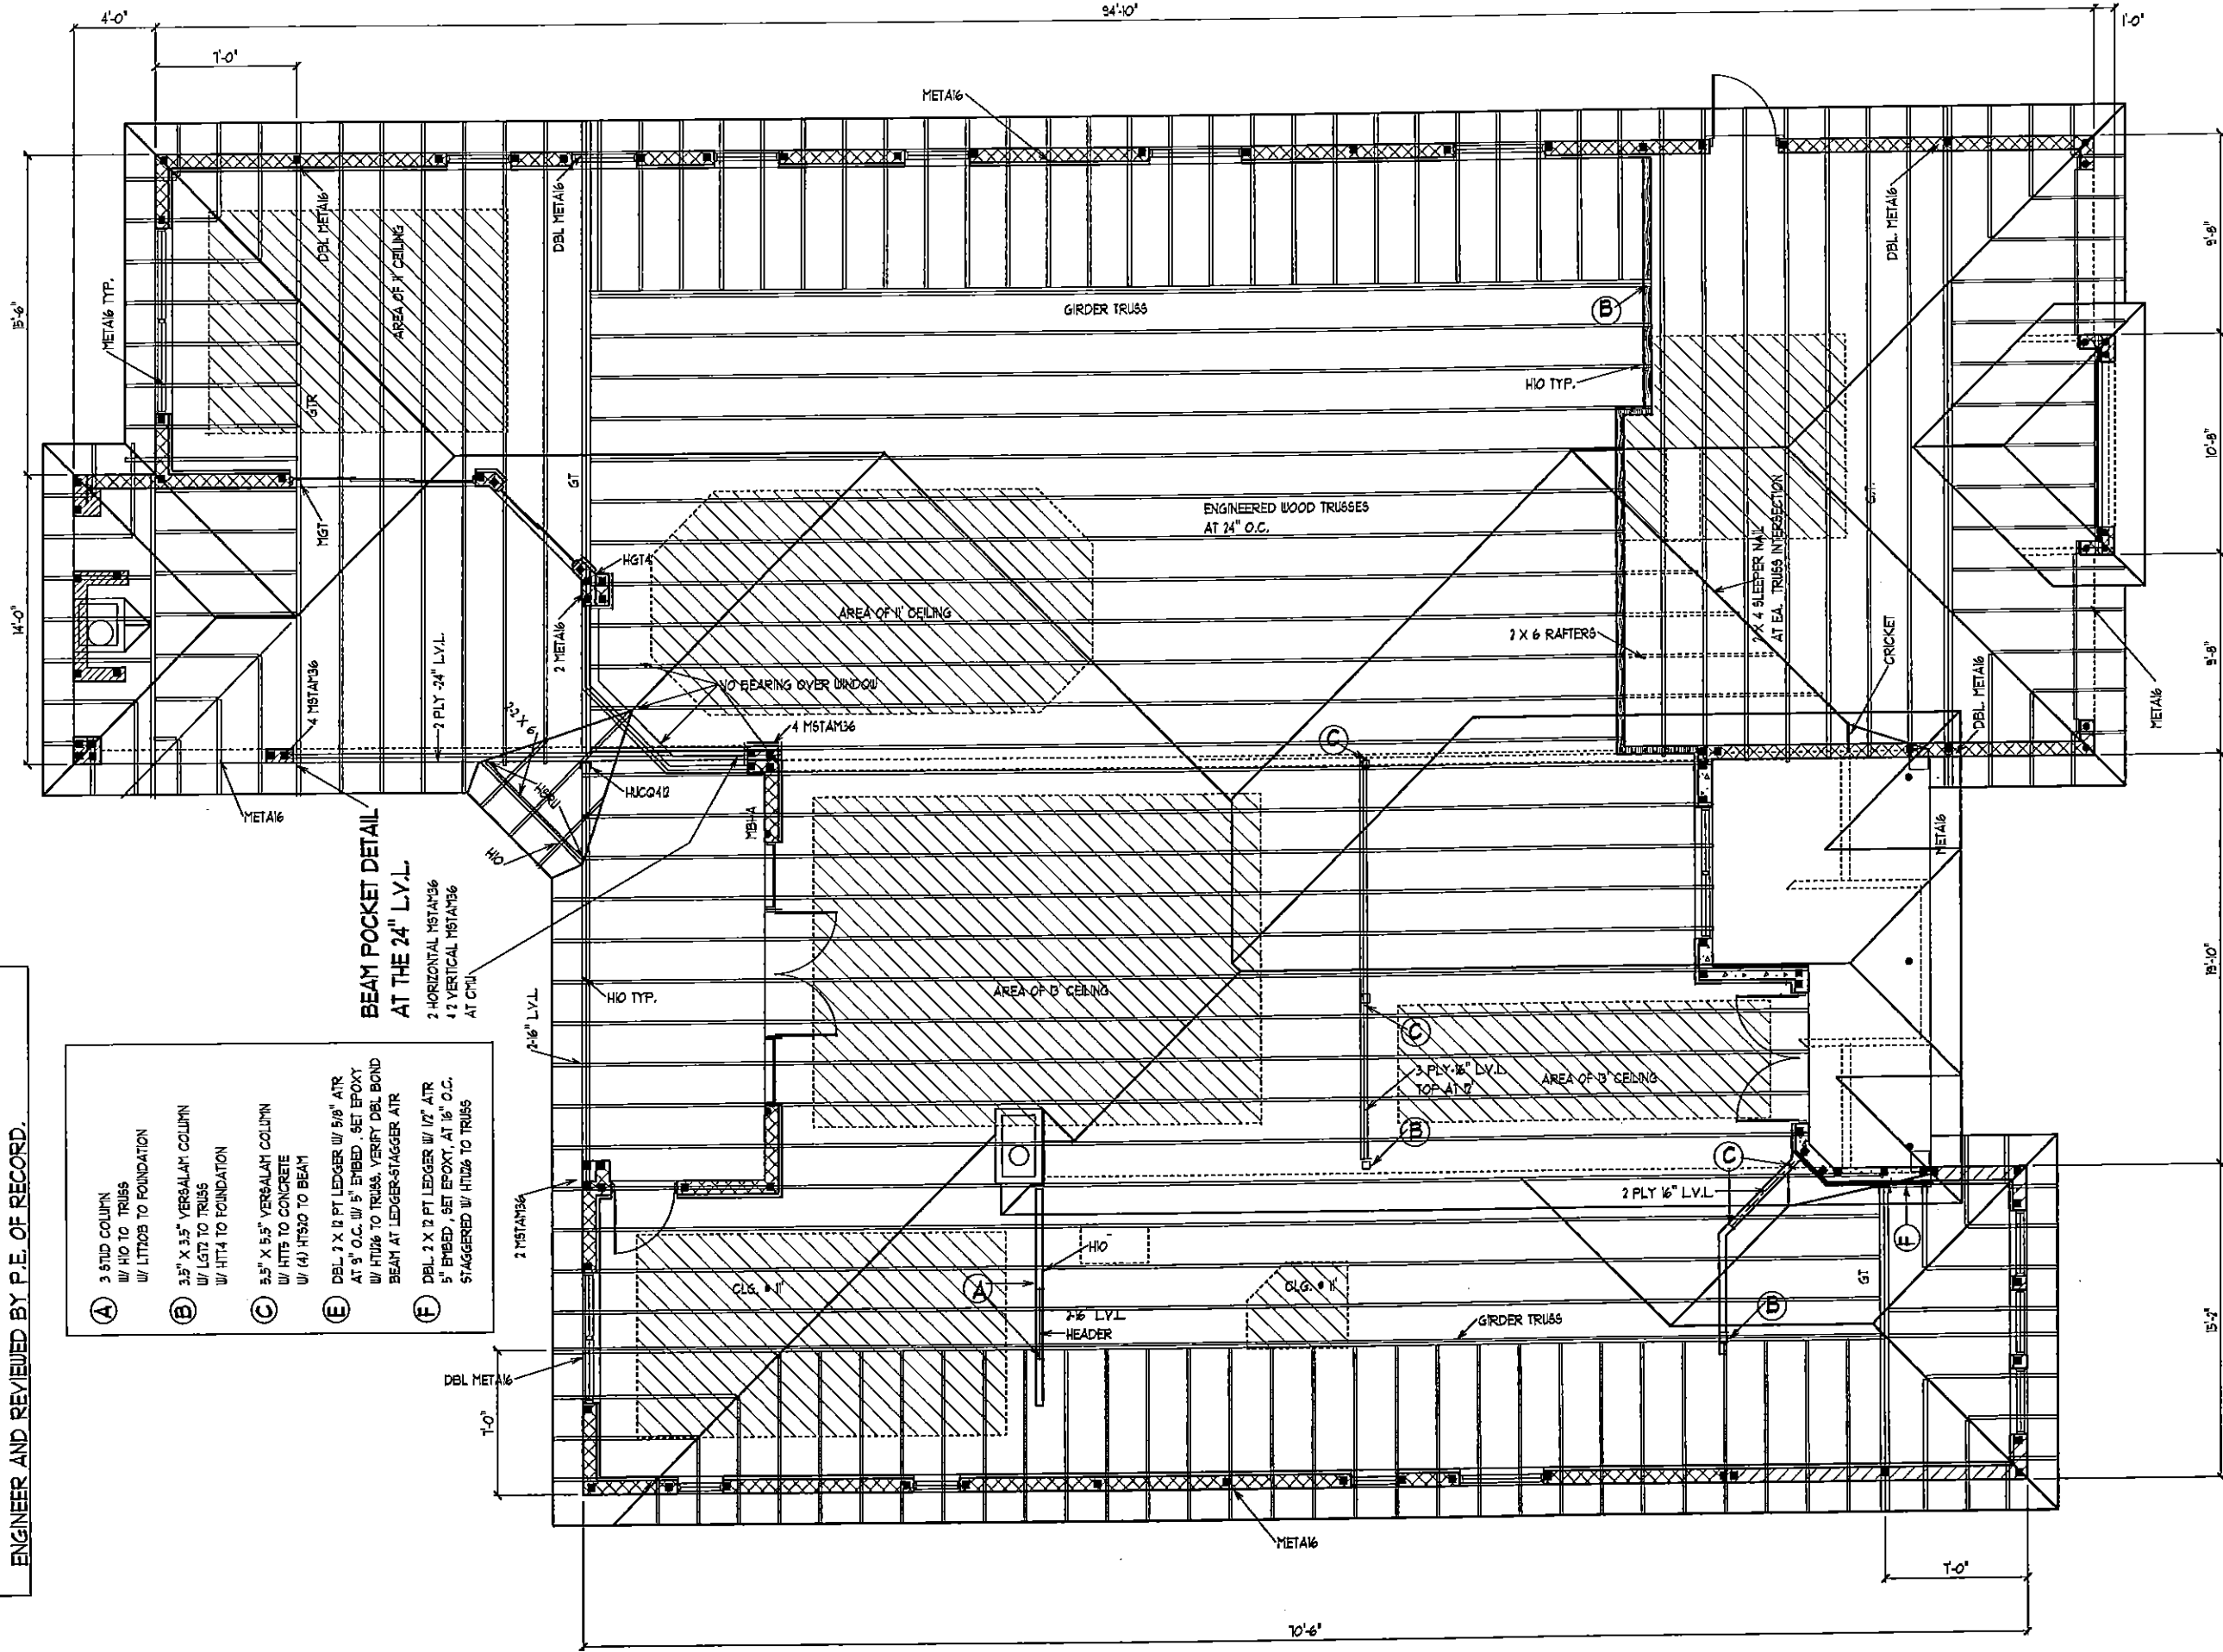 4'-0"
94'-10"
1'-0"
7'-0"
META16
15'-6"
14'-0"
9'-8"
10'-8"
9'-8"
19'-10"
15'-2"
META16 TYP.
DBL META16
AREA OF 11' CEILING
DBL META16
DBL. META16
GIRDER TRUSS
B
H10 TYP.
GTR
GT
MGT
ENGINEERED WOOD TRUSSES
AT 24" O.C.
2 X 4 SLEEPER NAIL
AT EA. TRUSS INTERSECTION
G.T.
HGT4
AREA OF 11' CEILING
2 META16
2 X 6 RAFTERS
CRICKET
4 MSTAM36
2 PLY -24" L.V.L.
NO BEARING OVER WINDOW
2-2 X 6
4 MSTAM36
C
DBL. META16
META16
META16
HUCQ412
H10
META16
BEAM POCKET DETAIL
AT THE 24" L.V.L.
2 HORIZONTAL MSTAM36
4 2 VERTICAL MSTAM36
AT CMU
2-16" L.V.L
H10 TYP.
AREA OF 13' CEILING
C
3 PLY-16" L.V.L.
TOP AT 12'
AREA OF 13' CEILING
B
C
2 PLY 16" L.V.L
F
2 MSTAM36
CLG. @ 11'
A
H10
2-16" L.V.L
HEADER
CLG. @ 11'
GIRDER TRUSS
B
GT
DBL META16
7'-0"
META16
7'-0"
70'-6"
ENGINEER AND REVIEWED BY P.E. OF RECORD.
A
3 STUD COLUMN
W/ H10 TO TRUSS
W/ LTT20B TO FOUNDATION
B
3.5" X 3.5" VERSALAM COLUMN
W/ LGT2 TO TRUSS
W/ HTT4 TO FOUNDATION
C
5.5" X 5.5" VERSALAM COLUMN
W/ HTT5 TO CONCRETE
W/ (4) HTS20 TO BEAM
E
DBL 2 X 12 PT LEDGER W/ 5/8" ATR
AT 9" O.C. W/ 5" EMBED . SET EPOXY
W/ HTU26 TO TRUSS. VERIFY DBL BOND
BEAM AT LEDGER-STAGGER ATR
F
DBL. 2 X 12 PT LEDGER W/ 1/2" ATR
5" EMBED , SET EPOXY, AT 16" O.C.
STAGGERED W/ HTU26 TO TRUSS